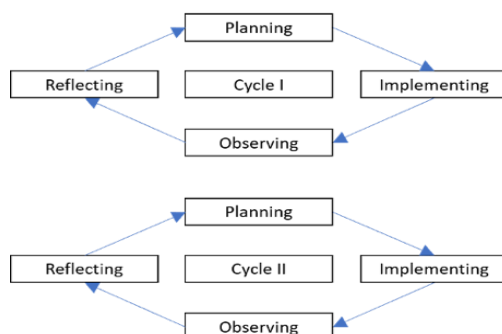 Planning
Reflecting
Cycle I
Implementing
Observing
Planning
Reflecting
Cycle II
Implementing
Observing